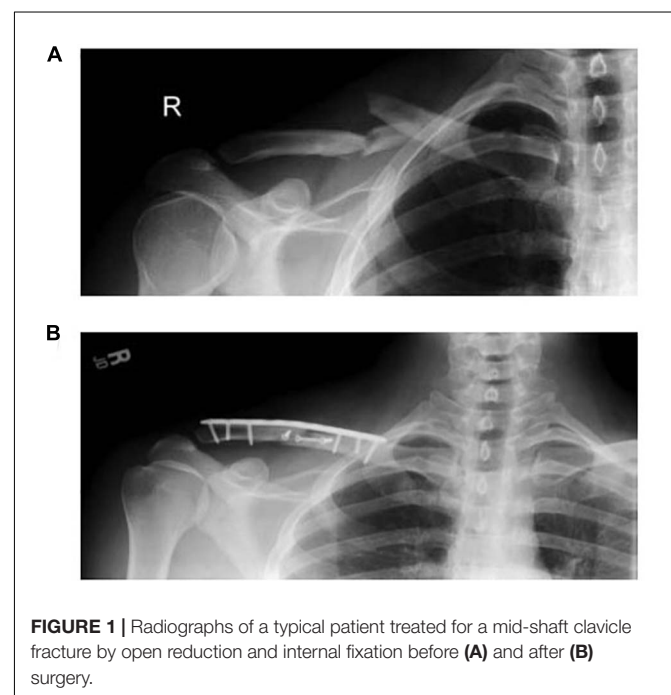 A
R
B
R
JO
FIGURE 1 | Radiographs of a typical patient treated for a mid-shaft clavicle
fracture by open reduction and internal fixation before (A) and after (B)
surgery.